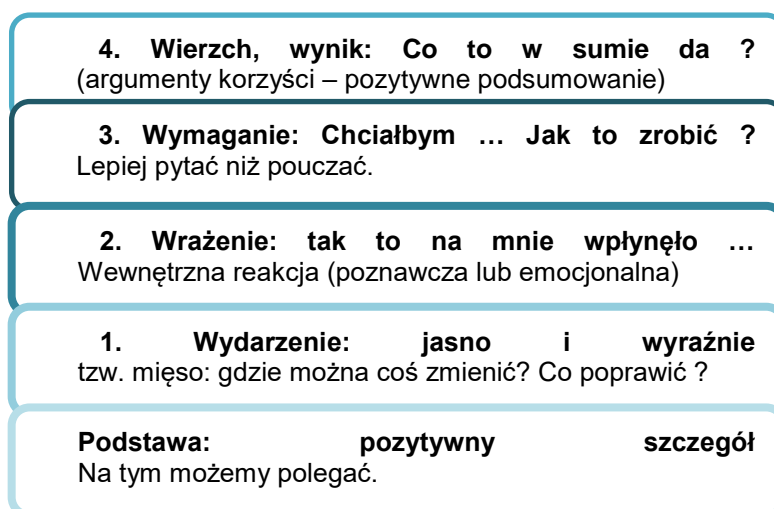 4. Wierzch, wynik: Co to w sumie da ?
(argumenty korzyści – pozytywne podsumowanie)
3. Wymaganie: Chciałbym … Jak to zrobić ?
Lepiej pytać niż pouczać.
2. Wrażenie: tak to na mnie wpłynęło …
Wewnętrzna reakcja (poznawcza lub emocjonalna)
1. Wydarzenie: jasno i wyraźnie
tzw. mięso: gdzie można coś zmienić? Co poprawić ?
Podstawa: pozytywny szczegół
Na tym możemy polegać.